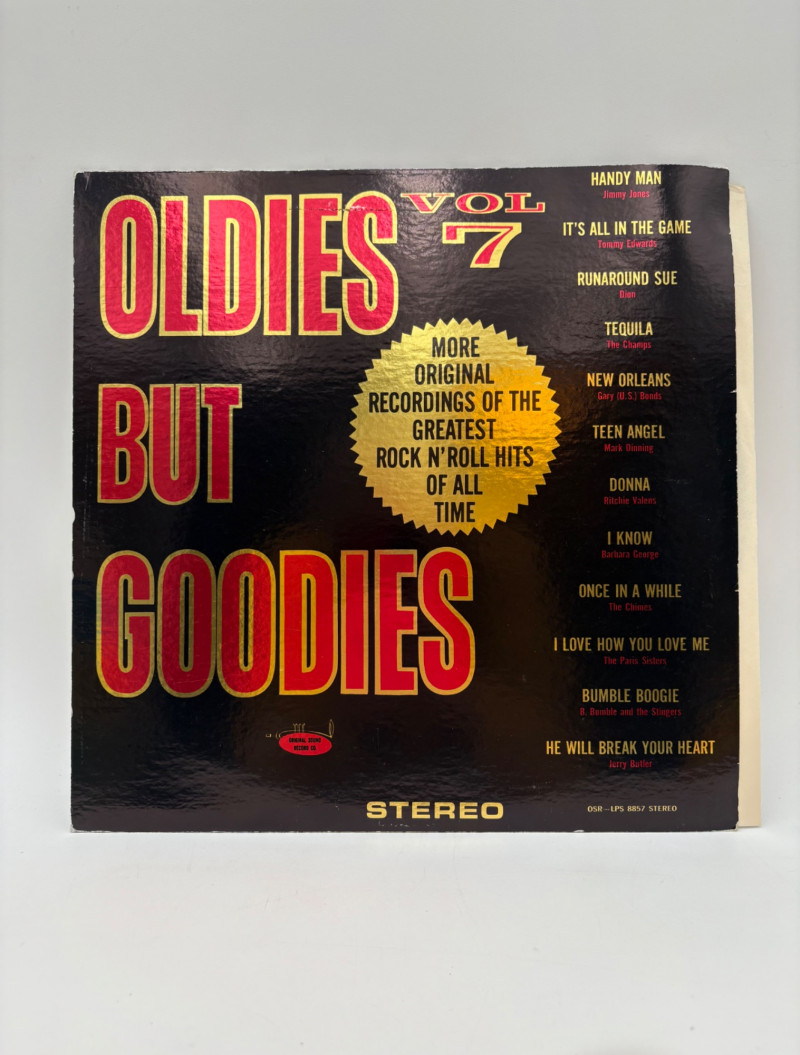 OLDIES
BUT
GOODIES
VOL
7
MORE
ORIGINAL
RECORDINGS OF THE
GREATEST
ROCK N' ROLL HITS
OF ALL
TIME
HANDY MAN
Jimmy Jones
IT'S ALL IN THE GAME
Tommy Edwards
RUNAROUND SUE
Dion
TEQUILA
The Champs
NEW ORLEANS
Gary (U.S.) Bonds
TEEN ANGEL
Mark Dinning
DONNA
Ritchie Valens
I KNOW
Barbara George
ONCE IN A WHILE
The Chimes
I LOVE HOW YOU LOVE ME
The Paris Sisters
BUMBLE BOOGIE
B. Bumble and the Stingers
HE WILL BREAK YOUR HEART
Jerry Butler
ORIGINAL SOUND
RECORD CO.
STEREO
OSR—LPS 8857 STEREO